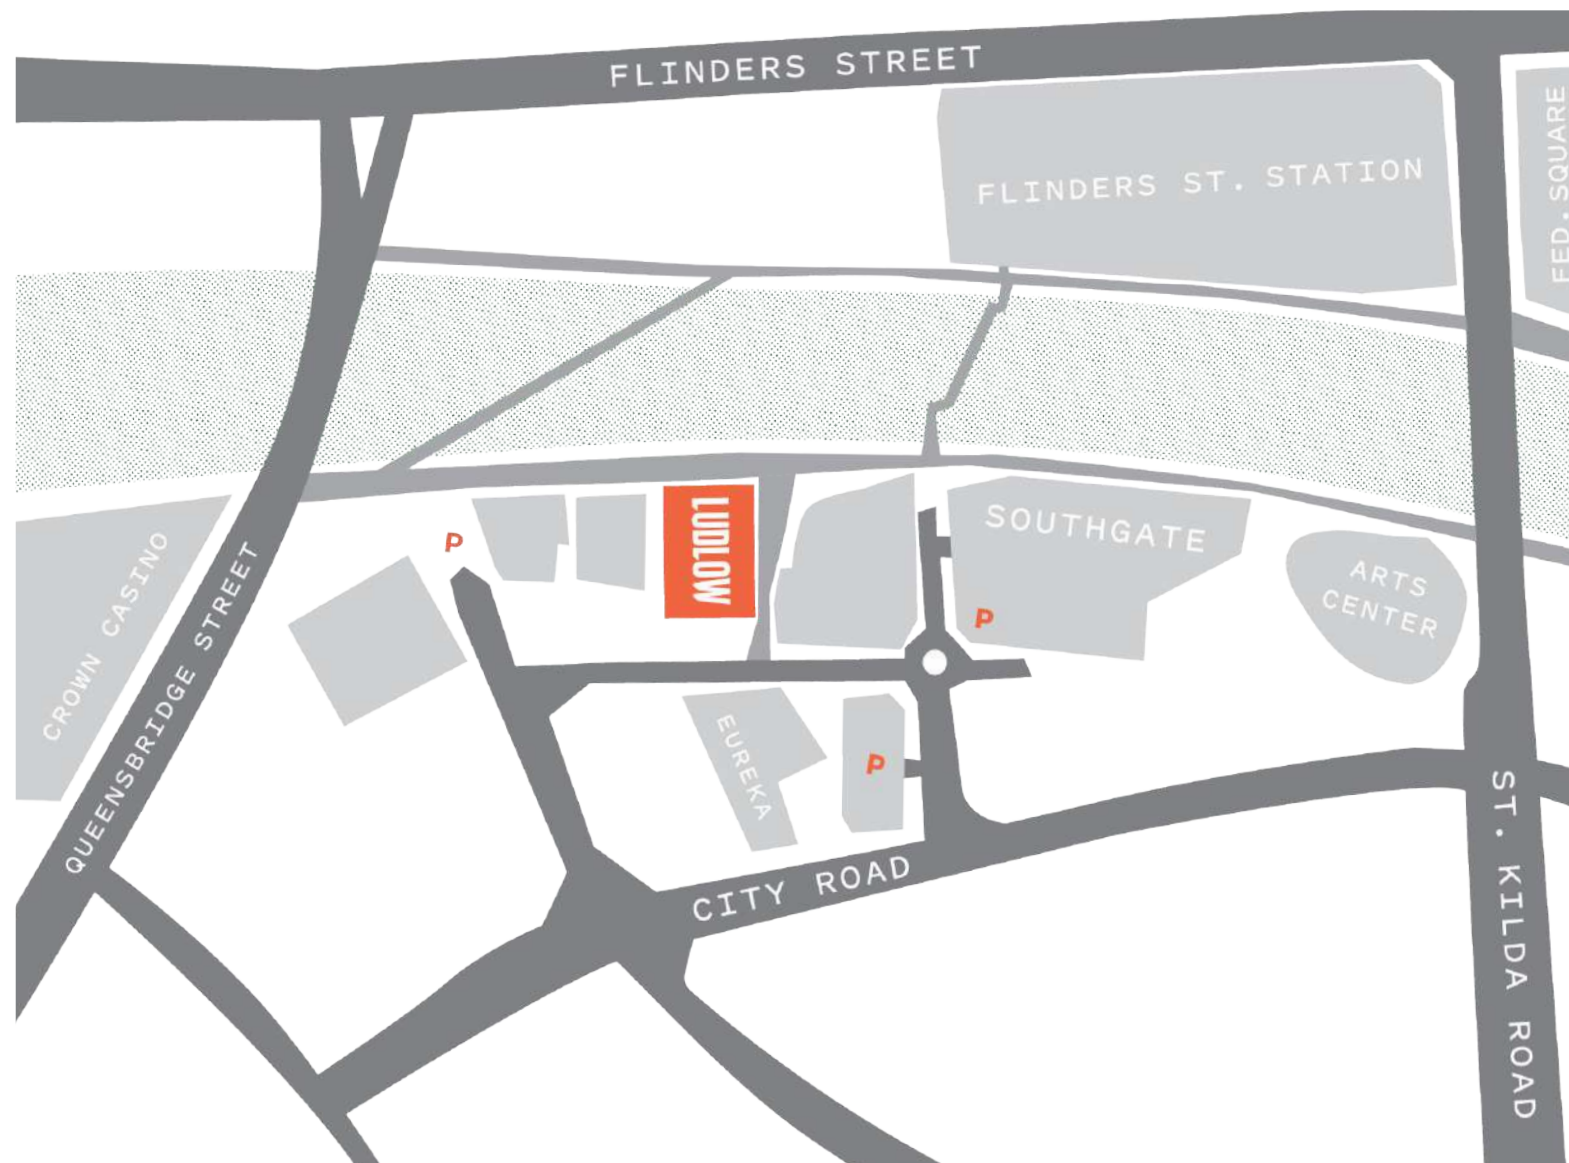 FLINDERS STREET
FLINDERS ST. STATION
FED. SQUARE
P
LUDLOW
SOUTHGATE
P
ARTS
CENTER
CROWN CASINO
QUEENSBRIDGE STREET
EUREKA
P
CITY ROAD
ST. KILDA ROAD